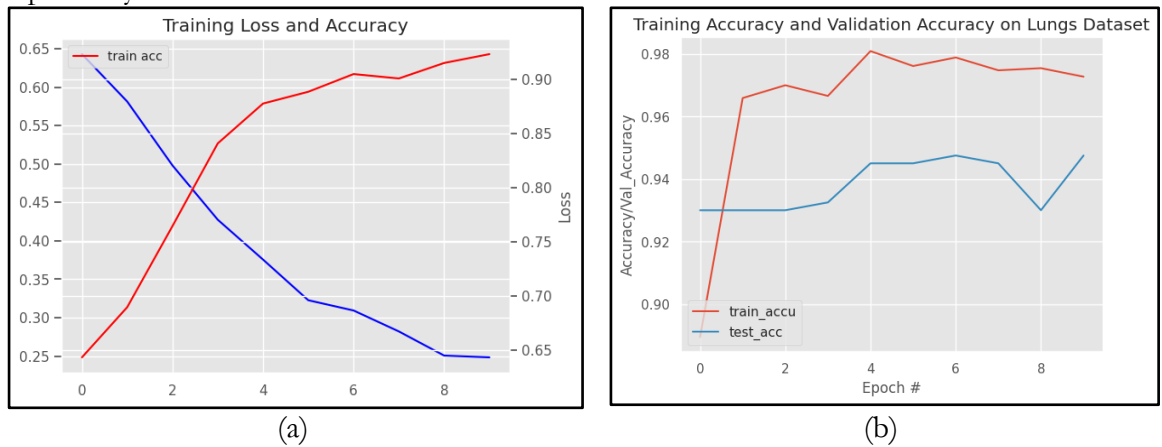 Training Loss and Accuracy
train acc
0.65
0.60
0.55
0.50
0.45
0.40
0.35
0.30
0.25
0.90
0.85
0.80
0.75
0.70
0.65
Loss
0 2 4 6 8
(a)
Training Accuracy and Validation Accuracy on Lungs Dataset
0.98
0.96
0.94
0.92
0.90
Accuracy/Val_Accuracy
train_accu
test_acc
0 2 4 6 8
Epoch #
(b)